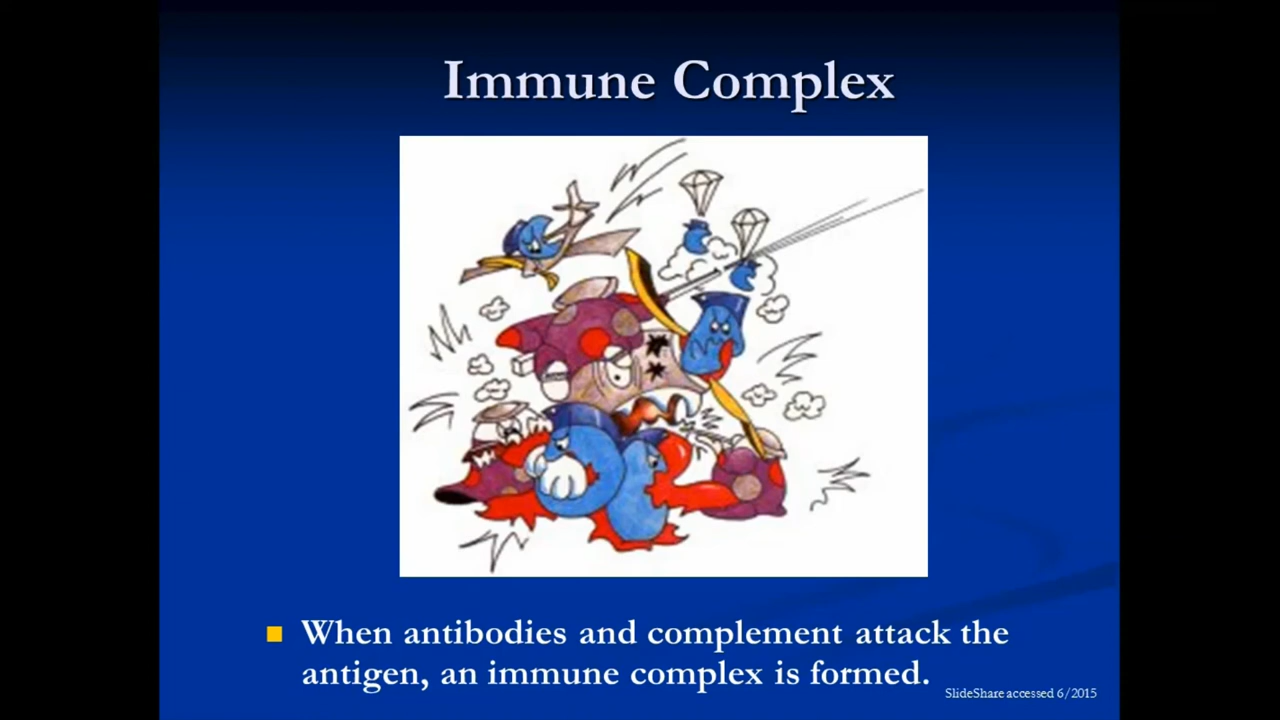 Immune Complex
When antibodies and complement attack the
antigen, an immune complex is formed.
SlideShare accessed 6/2015